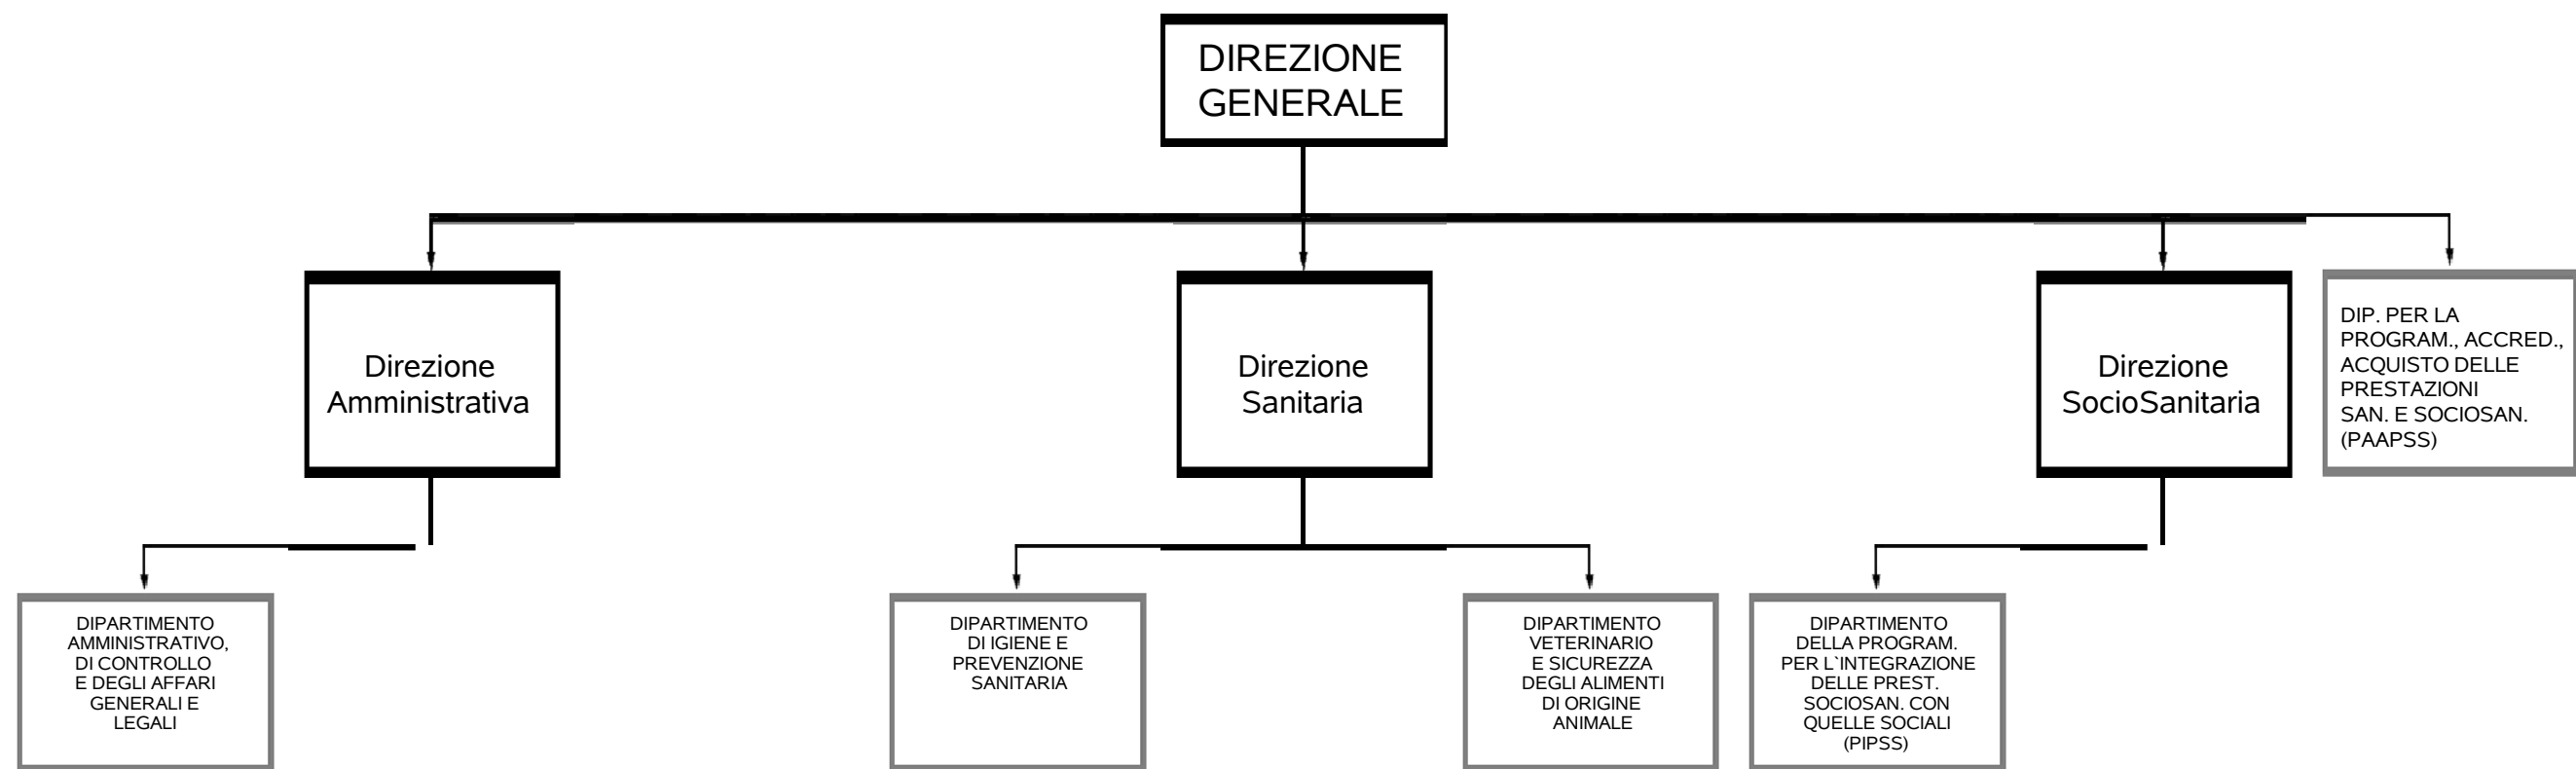 DIREZIONE
GENERALE
Direzione
Amministrativa
Direzione
Sanitaria
Direzione
SocioSanitaria
DIP. PER LA
PROGRAM., ACCRED.,
ACQUISTO DELLE
PRESTAZIONI
SAN. E SOCIOSAN.
(PAAPSS)
DIPARTIMENTO
AMMINISTRATIVO,
DI CONTROLLO
E DEGLI AFFARI
GENERALI E
LEGALI
DIPARTIMENTO
DI IGIENE E
PREVENZIONE
SANITARIA
DIPARTIMENTO
VETERINARIO
E SICUREZZA
DEGLI ALIMENTI
DI ORIGINE
ANIMALE
DIPARTIMENTO
DELLA PROGRAM.
PER L`INTEGRAZIONE
DELLE PREST.
SOCIOSAN. CON
QUELLE SOCIALI
(PIPSS)